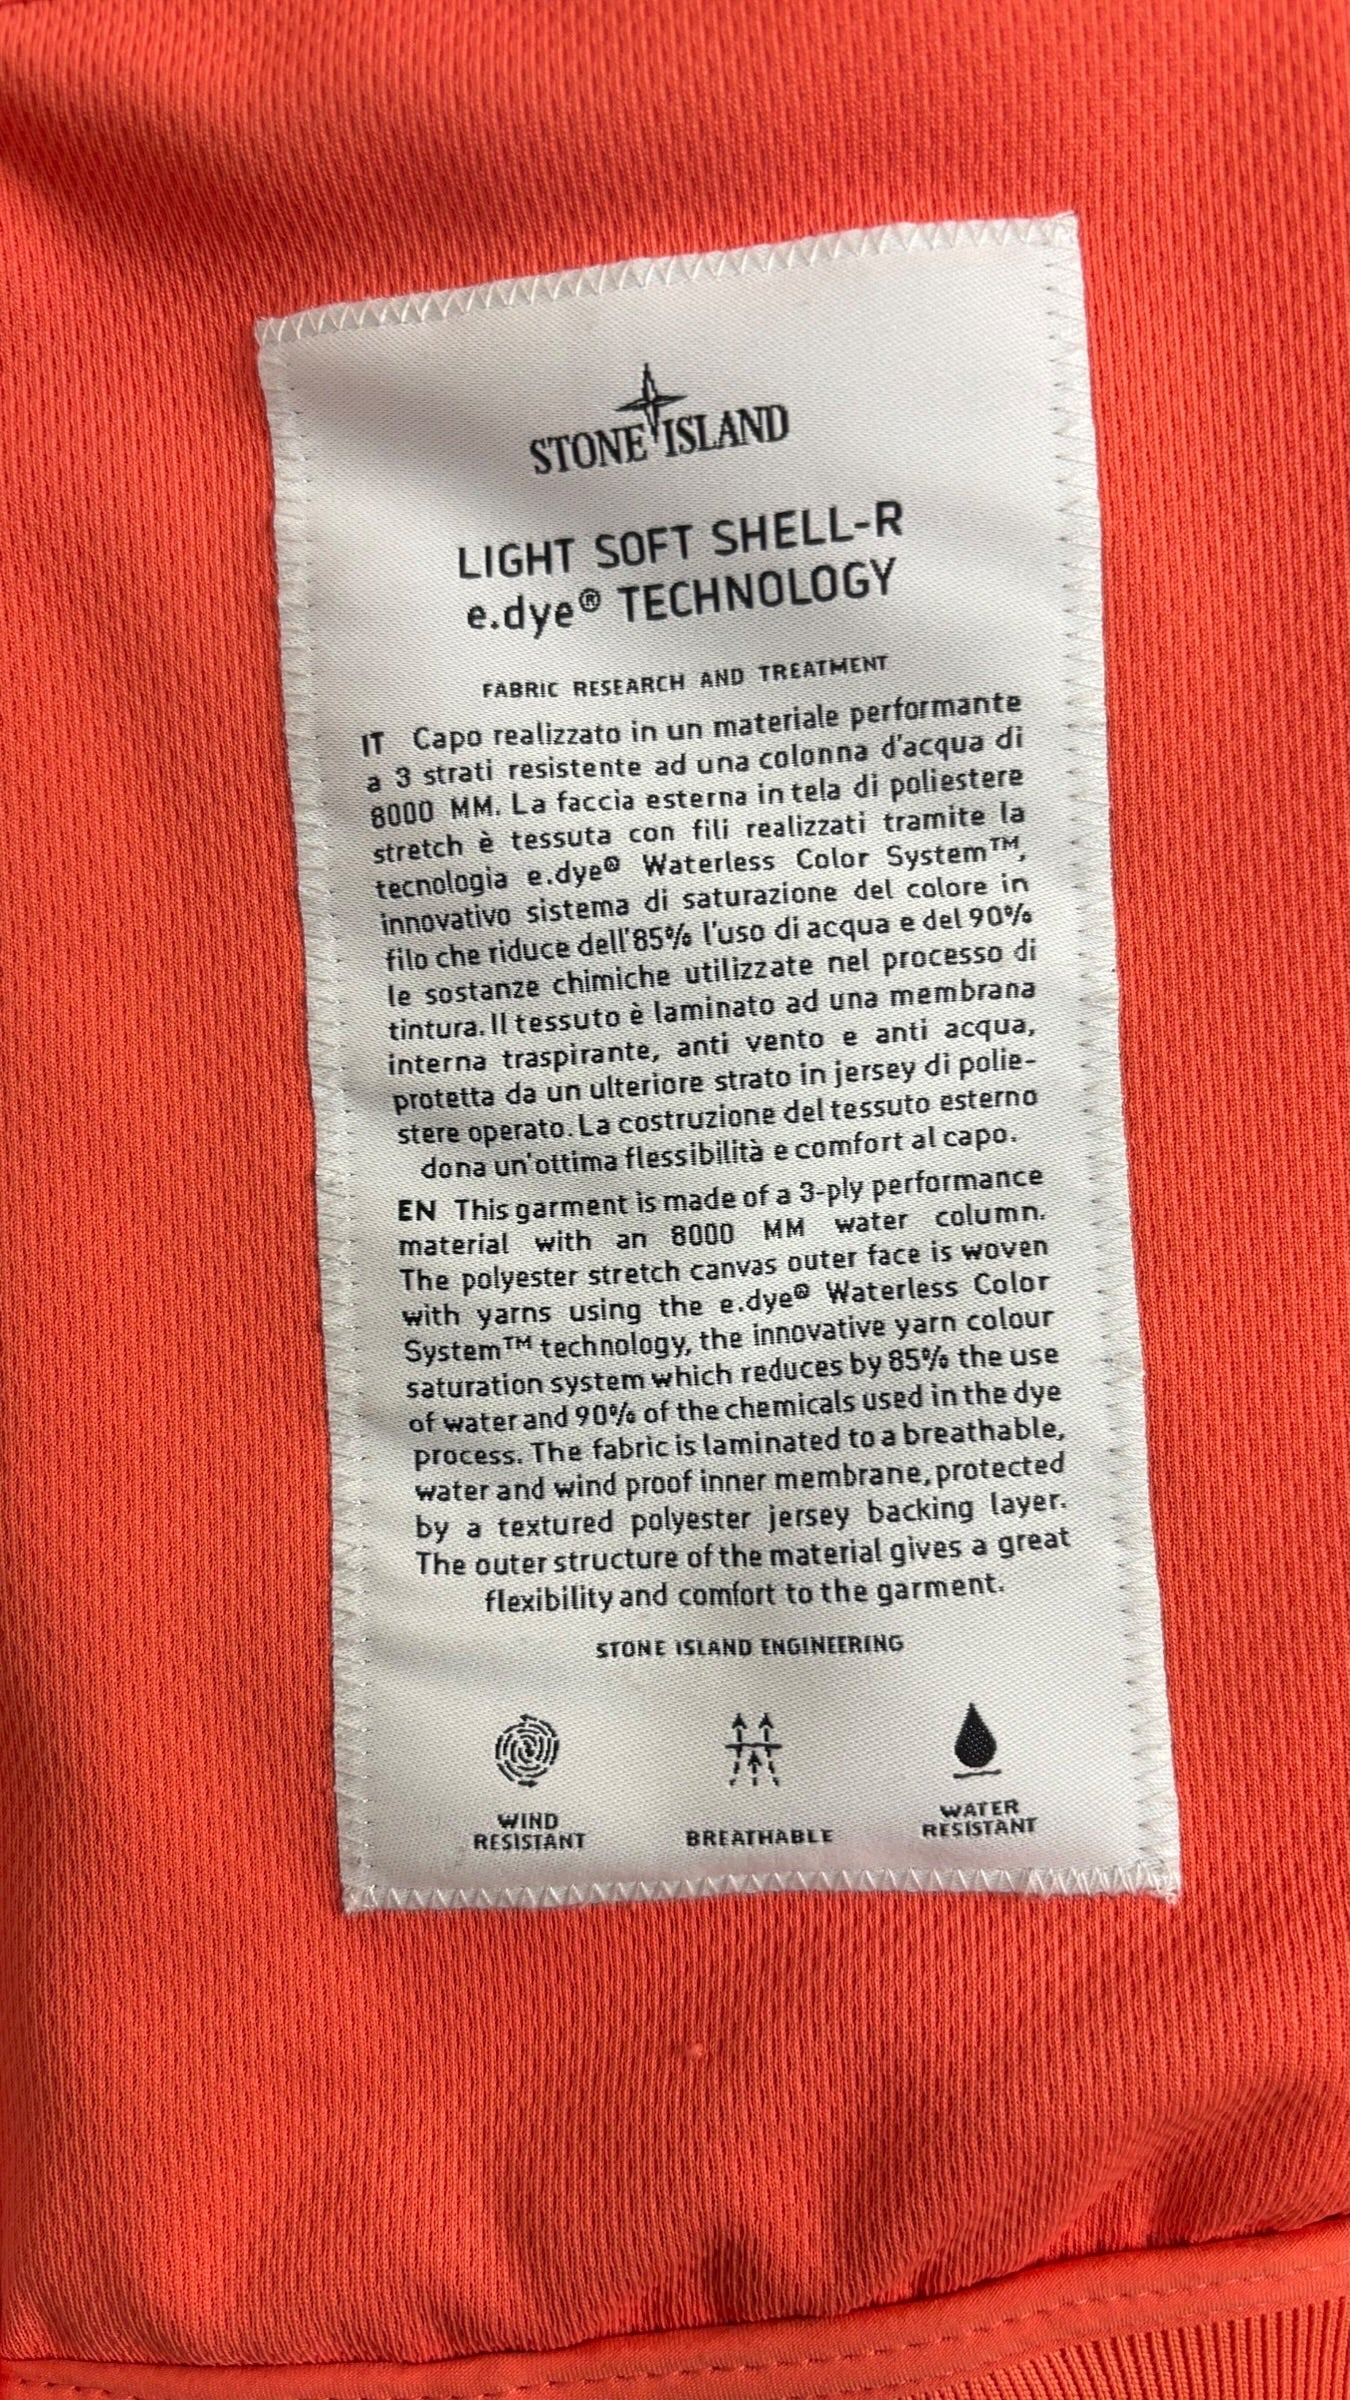 STONE ISLAND
LIGHT SOFT SHELL-R
e.dye® TECHNOLOGY
FABRIC RESEARCH AND TREATMENT
IT Capo realizzato in un materiale performante
a 3 strati resistente ad una colonna d'acqua di
8000 MM. La faccia esterna in tela di poliestere
stretch è tessuta con fili realizzati tramite la
tecnologia e.dye® Waterless Color System™,
innovativo sistema di saturazione del colore in
filo che riduce dell'85% l'uso di acqua e del 90%
le sostanze chimiche utilizzate nel processo di
tintura. Il tessuto è laminato ad una membrana
interna traspirante, anti vento e anti acqua,
protetta da un ulteriore strato in jersey di polie-
stere operato. La costruzione del tessuto esterno
dona un'ottima flessibilità e comfort al capo.
EN This garment is made of a 3-ply performance
material with an 8000 MM water column.
The polyester stretch canvas outer face is woven
with yarns using the e.dye® Waterless Color
System™ technology, the innovative yarn colour
saturation system which reduces by 85% the use
of water and 90% of the chemicals used in the dye
process. The fabric is laminated to a breathable,
water and wind proof inner membrane, protected
by a textured polyester jersey backing layer.
The outer structure of the material gives a great
flexibility and comfort to the garment.
STONE ISLAND ENGINEERING
WIND
RESISTANT
BREATHABLE
WATER
RESISTANT